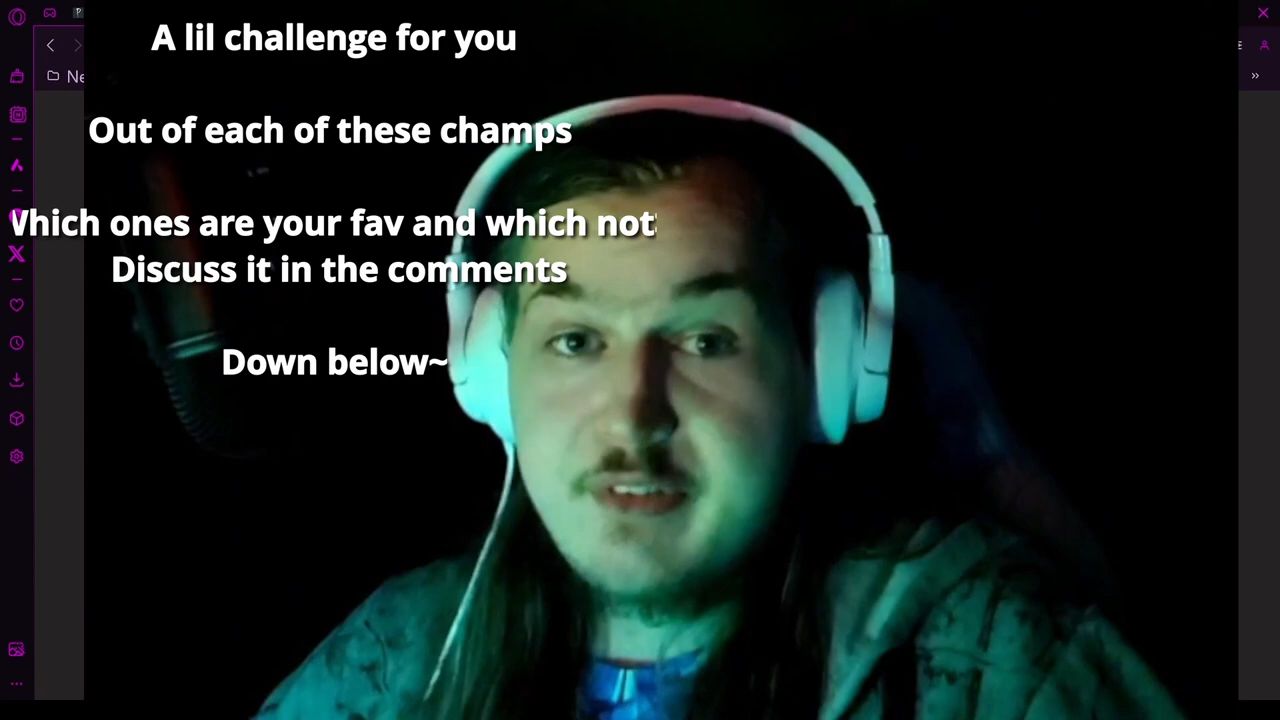 A lil challenge for you
Ne
Out of each of these champs
Which ones are your fav and which not
Discuss it in the comments
Down below~